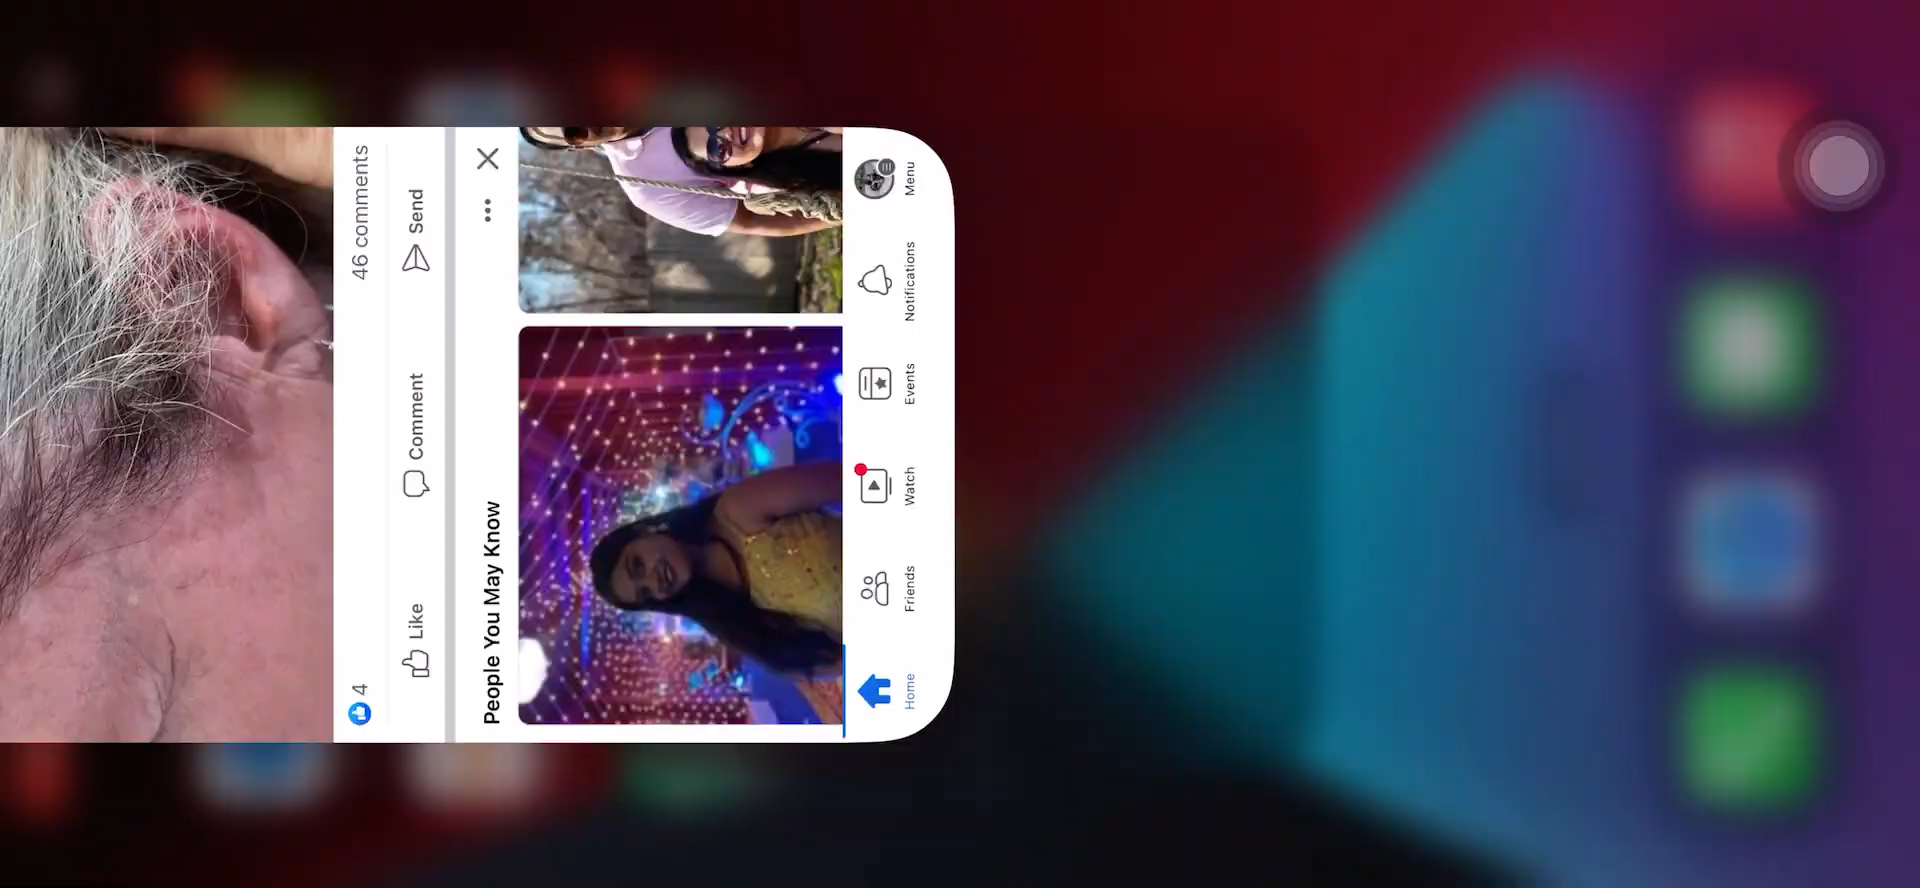 4
46 comments
Like
Comment
Send
People You May Know
Home
Friends
Watch
Events
Notifications
Menu